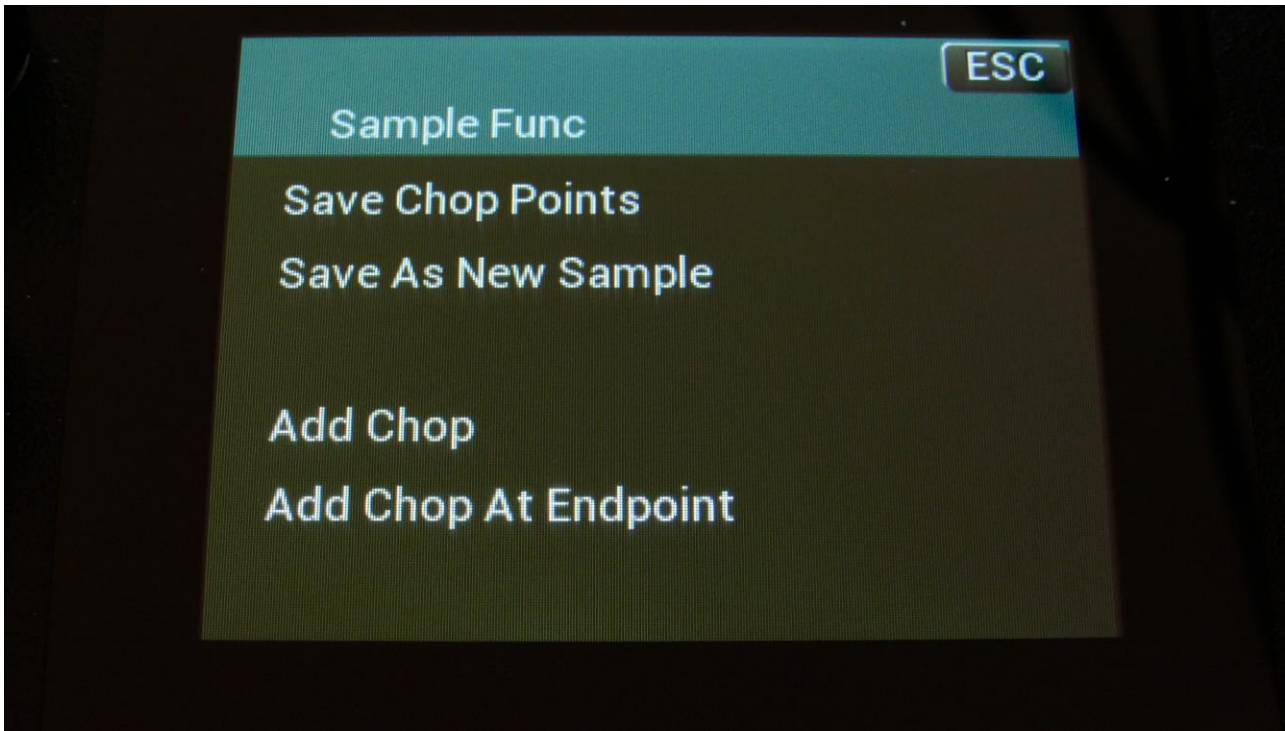 ESC
Sample Func
Save Chop Points
Save As New Sample
Add Chop
Add Chop At Endpoint